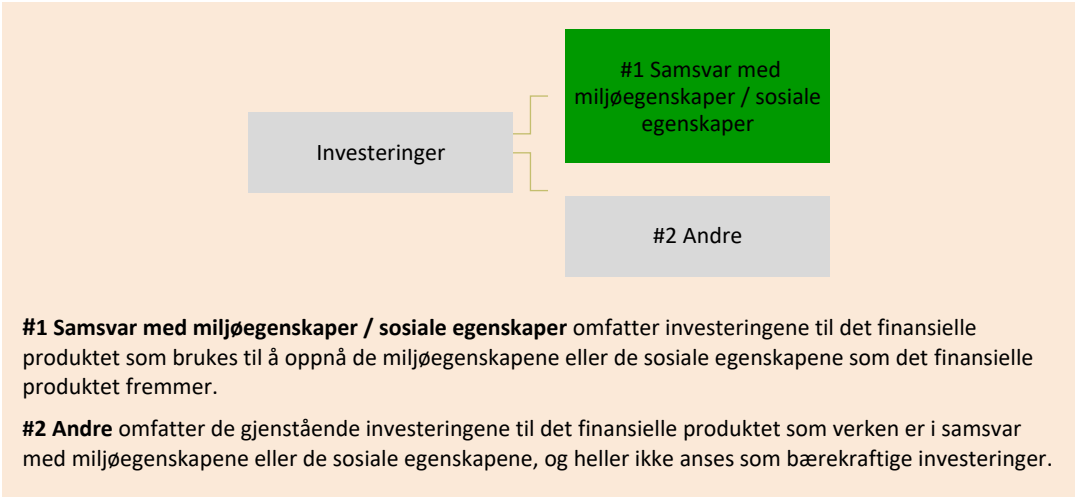 #1 Samsvar med
miljøegenskaper / sosiale
egenskaper
Investeringer
#2 Andre
#1 Samsvar med miljøegenskaper / sosiale egenskaper omfatter investeringene til det finansielle
produktet som brukes til å oppnå de miljøegenskapene eller de sosiale egenskapene som det finansielle
produktet fremmer.
#2 Andre omfatter de gjenstående investeringene til det finansielle produktet som verken er i samsvar
med miljøegenskapene eller de sosiale egenskapene, og heller ikke anses som bærekraftige investeringer.